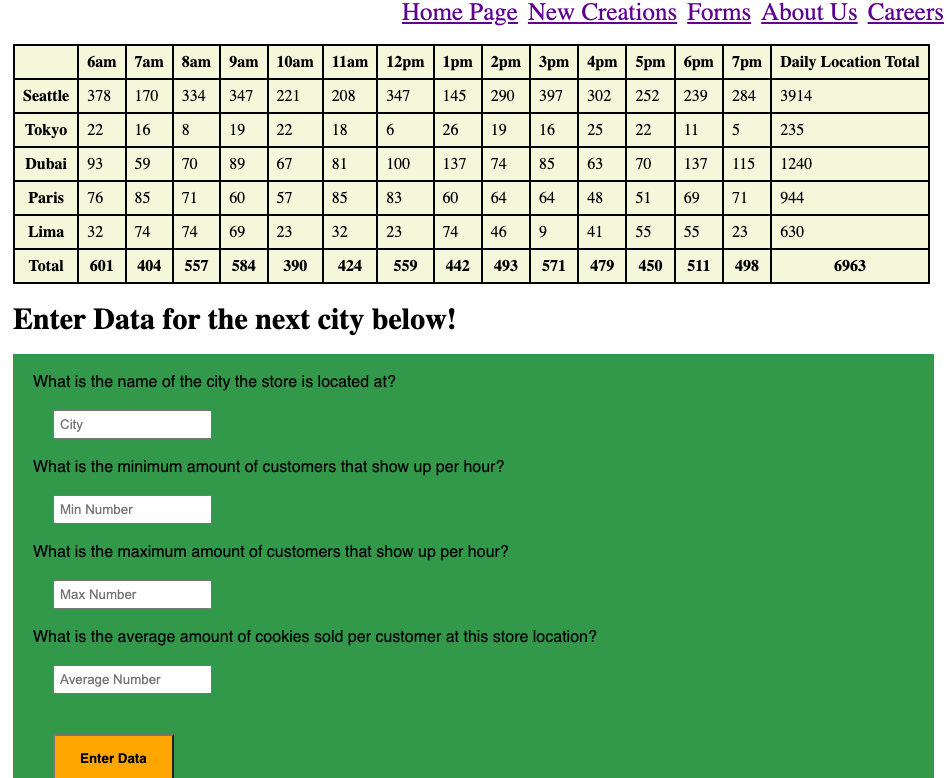 Home Page New Creations Forms About Us Careers
6am 7am 8am 9am 10am 11am 12pm 1pm 2pm 3pm 4pm 5pm 6pm 7pm Daily Location Total
Seattle 378 170 334 347 221 208 347 145 290 397 302 252 239 284 3914
Tokyo 22 16 8 19 22 18 6 26 19 16 25 22 11 5 235
Dubai 93 59 70 89 67 81 100 137 74 85 63 70 137 115 1240
Paris 76 85 71 60 57 85 83 60 64 64 48 51 69 71 944
Lima 32 74 74 69 23 32 23 74 46 9 41 55 55 23 630
Total 601 404 557 584 390 424 559 442 493 571 479 450 511 498 6963
Enter Data for the next city below!
What is the name of the city the store is located at?
City
What is the minimum amount of customers that show up per hour?
Min Number
What is the maximum amount of customers that show up per hour?
Max Number
What is the average amount of cookies sold per customer at this store location?
Average Number
Enter Data